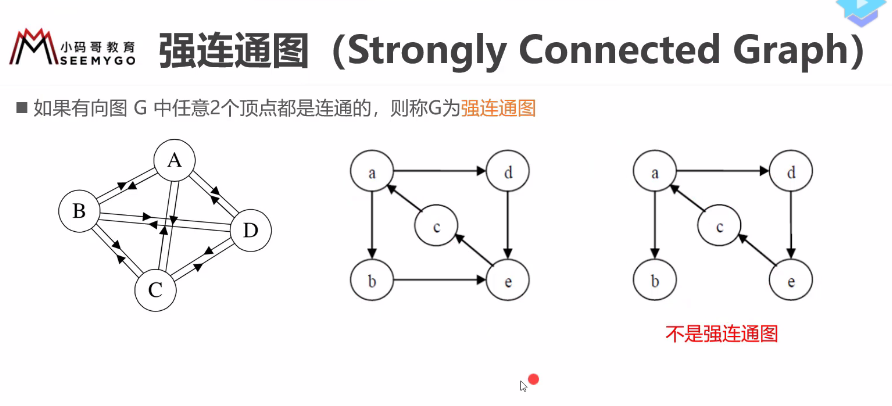 小码哥教育
SEEMYGO
强连通图（Strongly Connected Graph）
■ 如果有向图 G 中任意2个顶点都是连通的，则称G为强连通图
A
B
D
C
a
d
c
b
e
a
d
c
b
e
不是强连通图